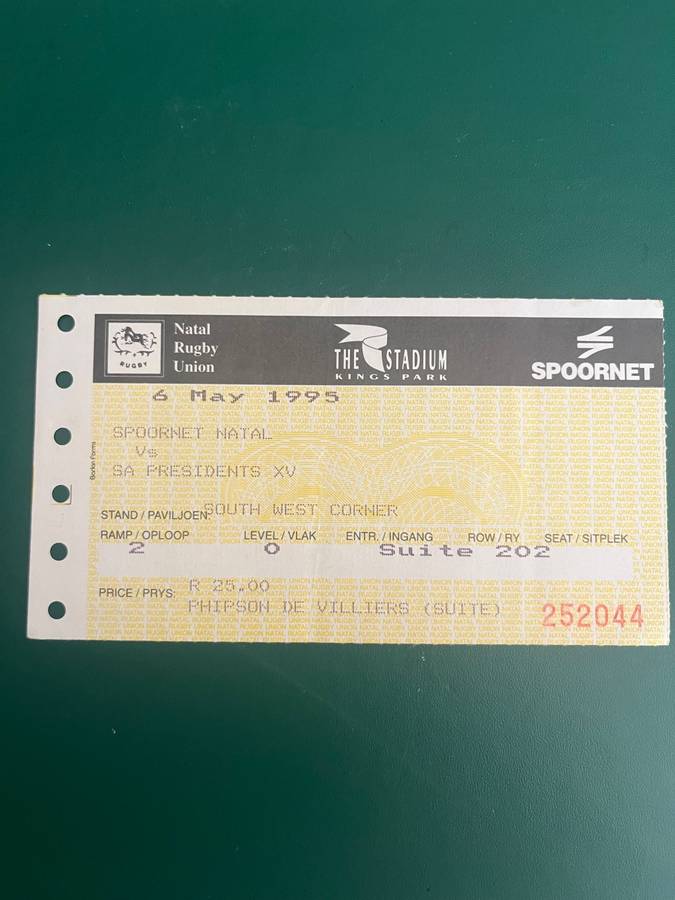 Natal
Rugby
Union
RUGBY
THE STADIUM
KINGS PARK
SPOORNET
6 May 1995
SPOORNET NATAL
Vs
SA PRESIDENTS XV
STAND / PAVILJOEN: SOUTH WEST CORNER
RAMP / OPLOOP LEVEL / VLAK ENTR. / INGANG ROW / RY SEAT / SITPLEK
2 0 Suite 202
PRICE / PRYS: R 25,00
PHIPSON DE VILLIERS (SUITE)
252044